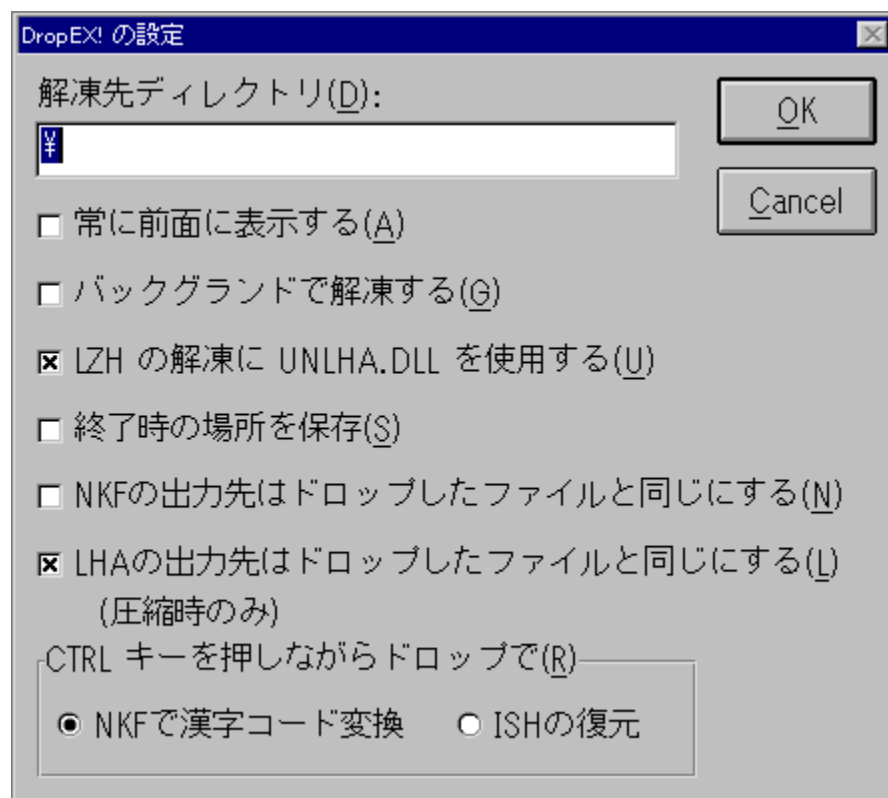 DropEX! の設定
解凍先ディレクトリ(D):
OK
¥
Cancel
常に前面に表示する(A)
バックグランドで解凍する(G)
LZH の解凍に UNLHA.DLL を使用する(U)
終了時の場所を保存(S)
NKFの出力先はドロップしたファイルと同じにする(N)
LHAの出力先はドロップしたファイルと同じにする(L)
(圧縮時のみ)
CTRL キーを押しながらドロップで(R)
NKFで漢字コード変換 ISHの復元